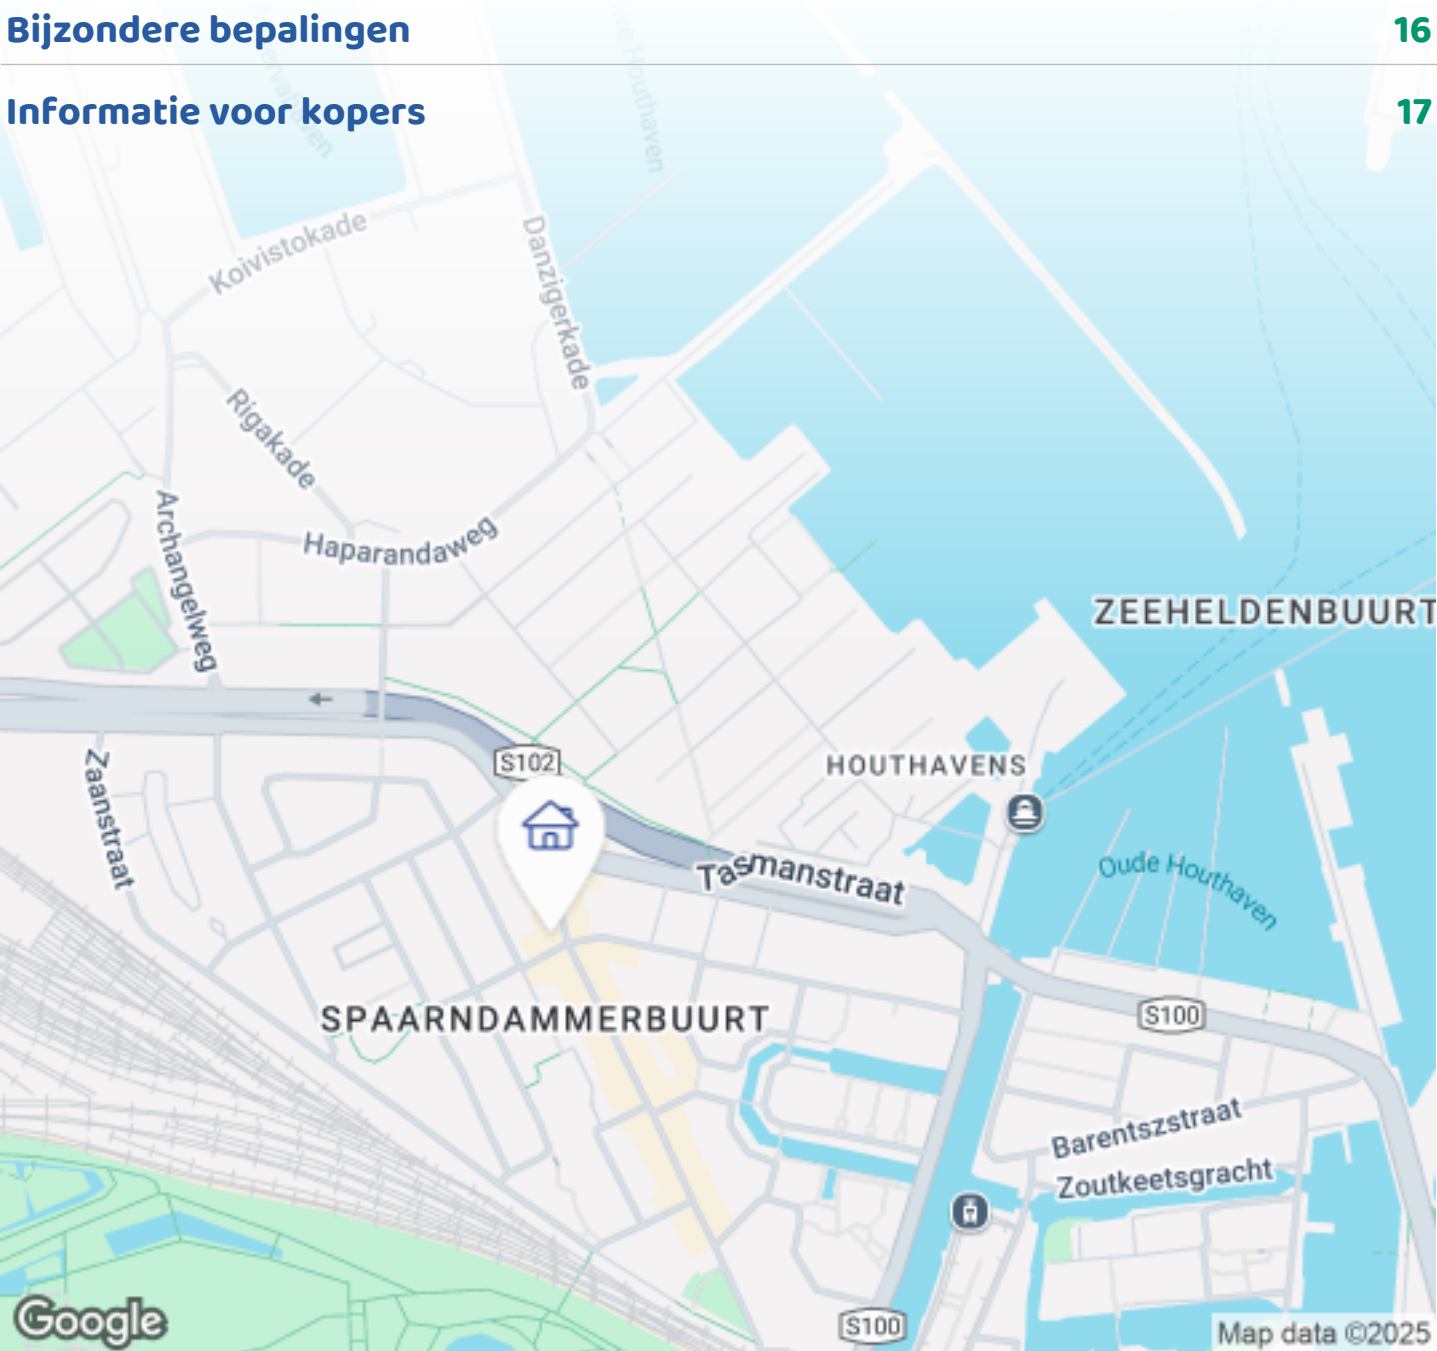 Bijzondere bepalingen 16
Informatie voor kopers 17
Koivistokade
Danzigerkade
Rigakade
Archangelweg
Haparandaweg
ZEEHELDENBUURT
S102
HOUTHAVENS
Zaanstraat
Tasmanstraat
Oude Houthaven
SPAARNDAMMERBUURT
S100
Barentszstraat
Zoutkeetsgracht
S100
Google
Map data ©2025